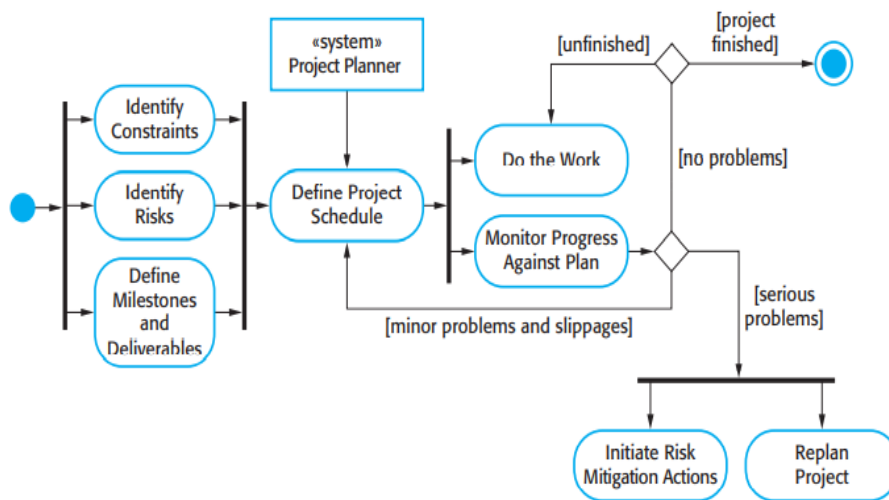 «system»
Project Planner
[unfinished]
[project
finished]
Identify
Constraints
Do the Work
[no problems]
Identify
Risks
Define Project
Schedule
Monitor Progress
Against Plan
Define
Milestones
and
Deliverables
[minor problems and slippages]
[serious
problems]
Initiate Risk
Mitigation Actions
Replan
Project